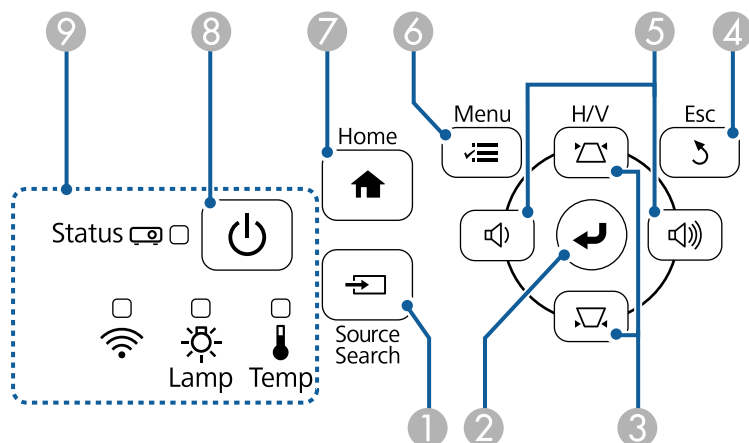 9 8 7 6 5 4
Menu H/V Esc
Home
Status
Source
Search
Lamp Temp
1 2 3